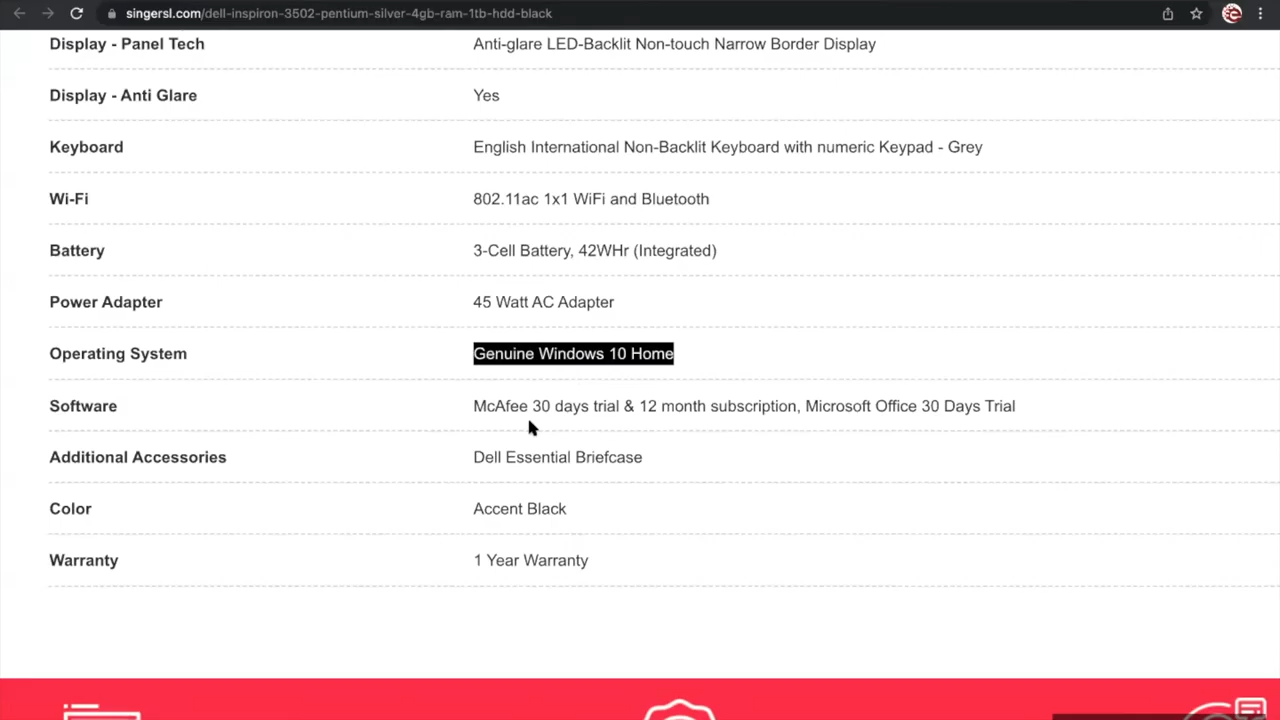 singersl.com/dell-inspiron-3502-pentium-silver-4gb-ram-1tb-hdd-black
Display - Panel Tech Anti-glare LED-Backlit Non-touch Narrow Border Display
Display - Anti Glare Yes
Keyboard English International Non-Backlit Keyboard with numeric Keypad - Grey
Wi-Fi 802.11ac 1x1 WiFi and Bluetooth
Battery 3-Cell Battery, 42WHr (Integrated)
Power Adapter 45 Watt AC Adapter
Operating System Genuine Windows 10 Home
Software McAfee 30 days trial & 12 month subscription, Microsoft Office 30 Days Trial
Additional Accessories Dell Essential Briefcase
Color Accent Black
Warranty 1 Year Warranty